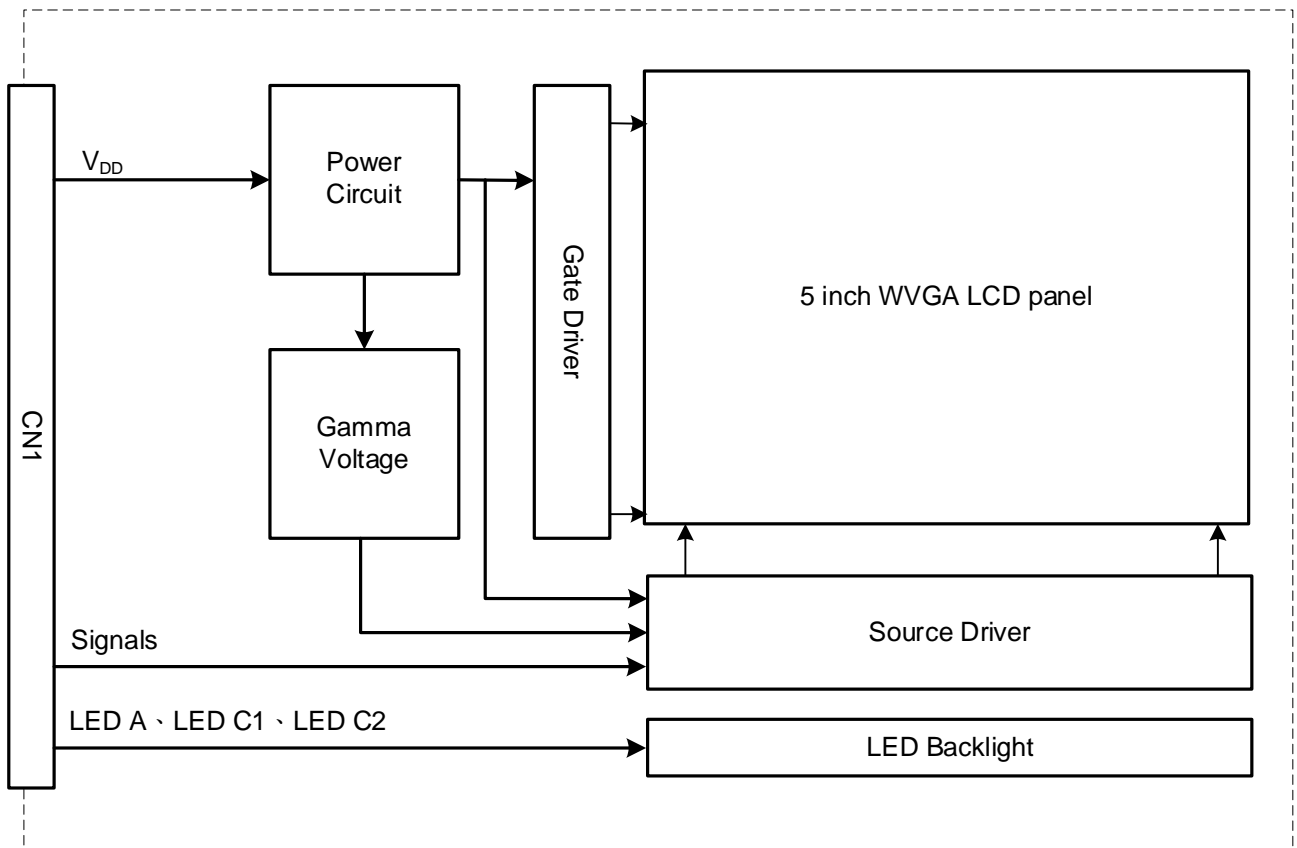 V_DD
Power
Circuit
Gate Driver
5 inch WVGA LCD panel
CN1
Gamma
Voltage
Signals
Source Driver
LED A、LED C1、LED C2
LED Backlight